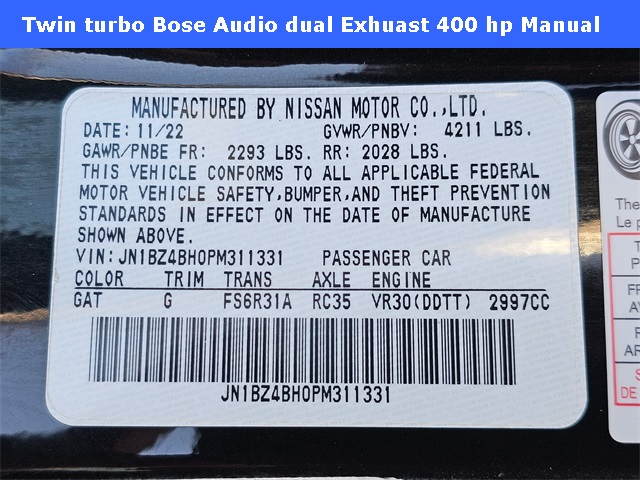 Twin turbo Bose Audio dual Exhuast 400 hp Manual
MANUFACTURED BY NISSAN MOTOR CO.,LTD.
DATE: 11/22 GVWR/PNBV: 4211 LBS.
GAWR/PNBE FR: 2293 LBS. RR: 2028 LBS.
THIS VEHICLE CONFORMS TO ALL APPLICABLE FEDERAL
MOTOR VEHICLE SAFETY,BUMPER,AND THEFT PREVENTION
STANDARDS IN EFFECT ON THE DATE OF MANUFACTURE
SHOWN ABOVE.
VIN: JN1BZ4BH0PM311331 PASSENGER CAR
COLOR TRIM TRANS AXLE ENGINE
GAT G FS6R31A RC35 VR30(DDTT) 2997CC
JN1BZ4BH0PM311331
The
Le p
DE